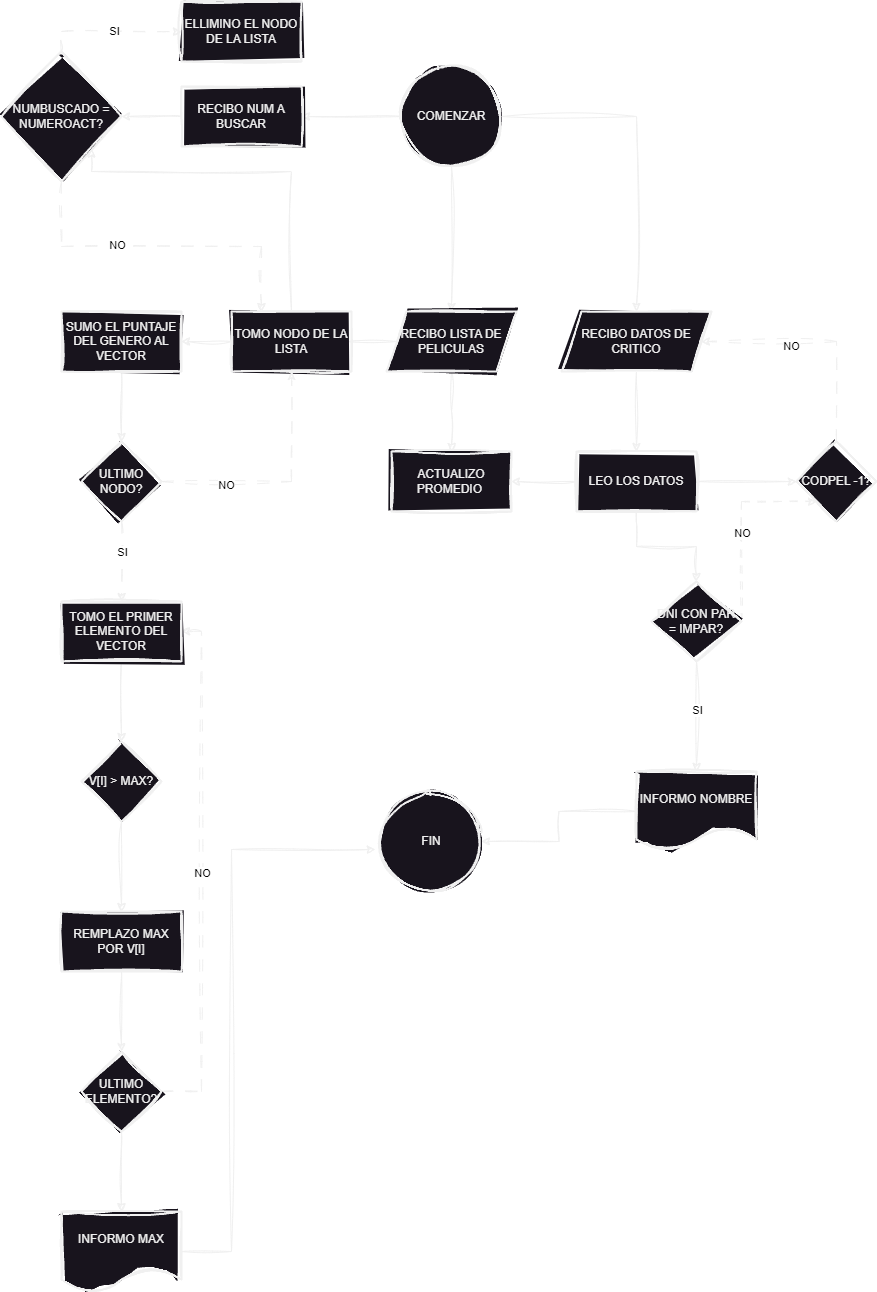 SI
ELLIMINO EL NODO
DE LA LISTA
NUMBUSCADO =
NUMEROACT?
RECIBO NUM A
BUSCAR
COMENZAR
NO
SUMO EL PUNTAJE
DEL GENERO AL
VECTOR
TOMO NODO DE LA
LISTA
RECIBO LISTA DE
PELICULAS
RECIBO DATOS DE
CRITICO
NO
ULTIMO
NODO?
NO
ACTUALIZO
PROMEDIO
LEO LOS DATOS
CODPEL -1?
NO
SI
TOMO EL PRIMER
ELEMENTO DEL
VECTOR
DNI CON PAR
= IMPAR?
SI
V[I] > MAX?
INFORMO NOMBRE
FIN
NO
REMPLAZO MAX
POR V[I]
ULTIMO
ELEMENTO?
INFORMO MAX